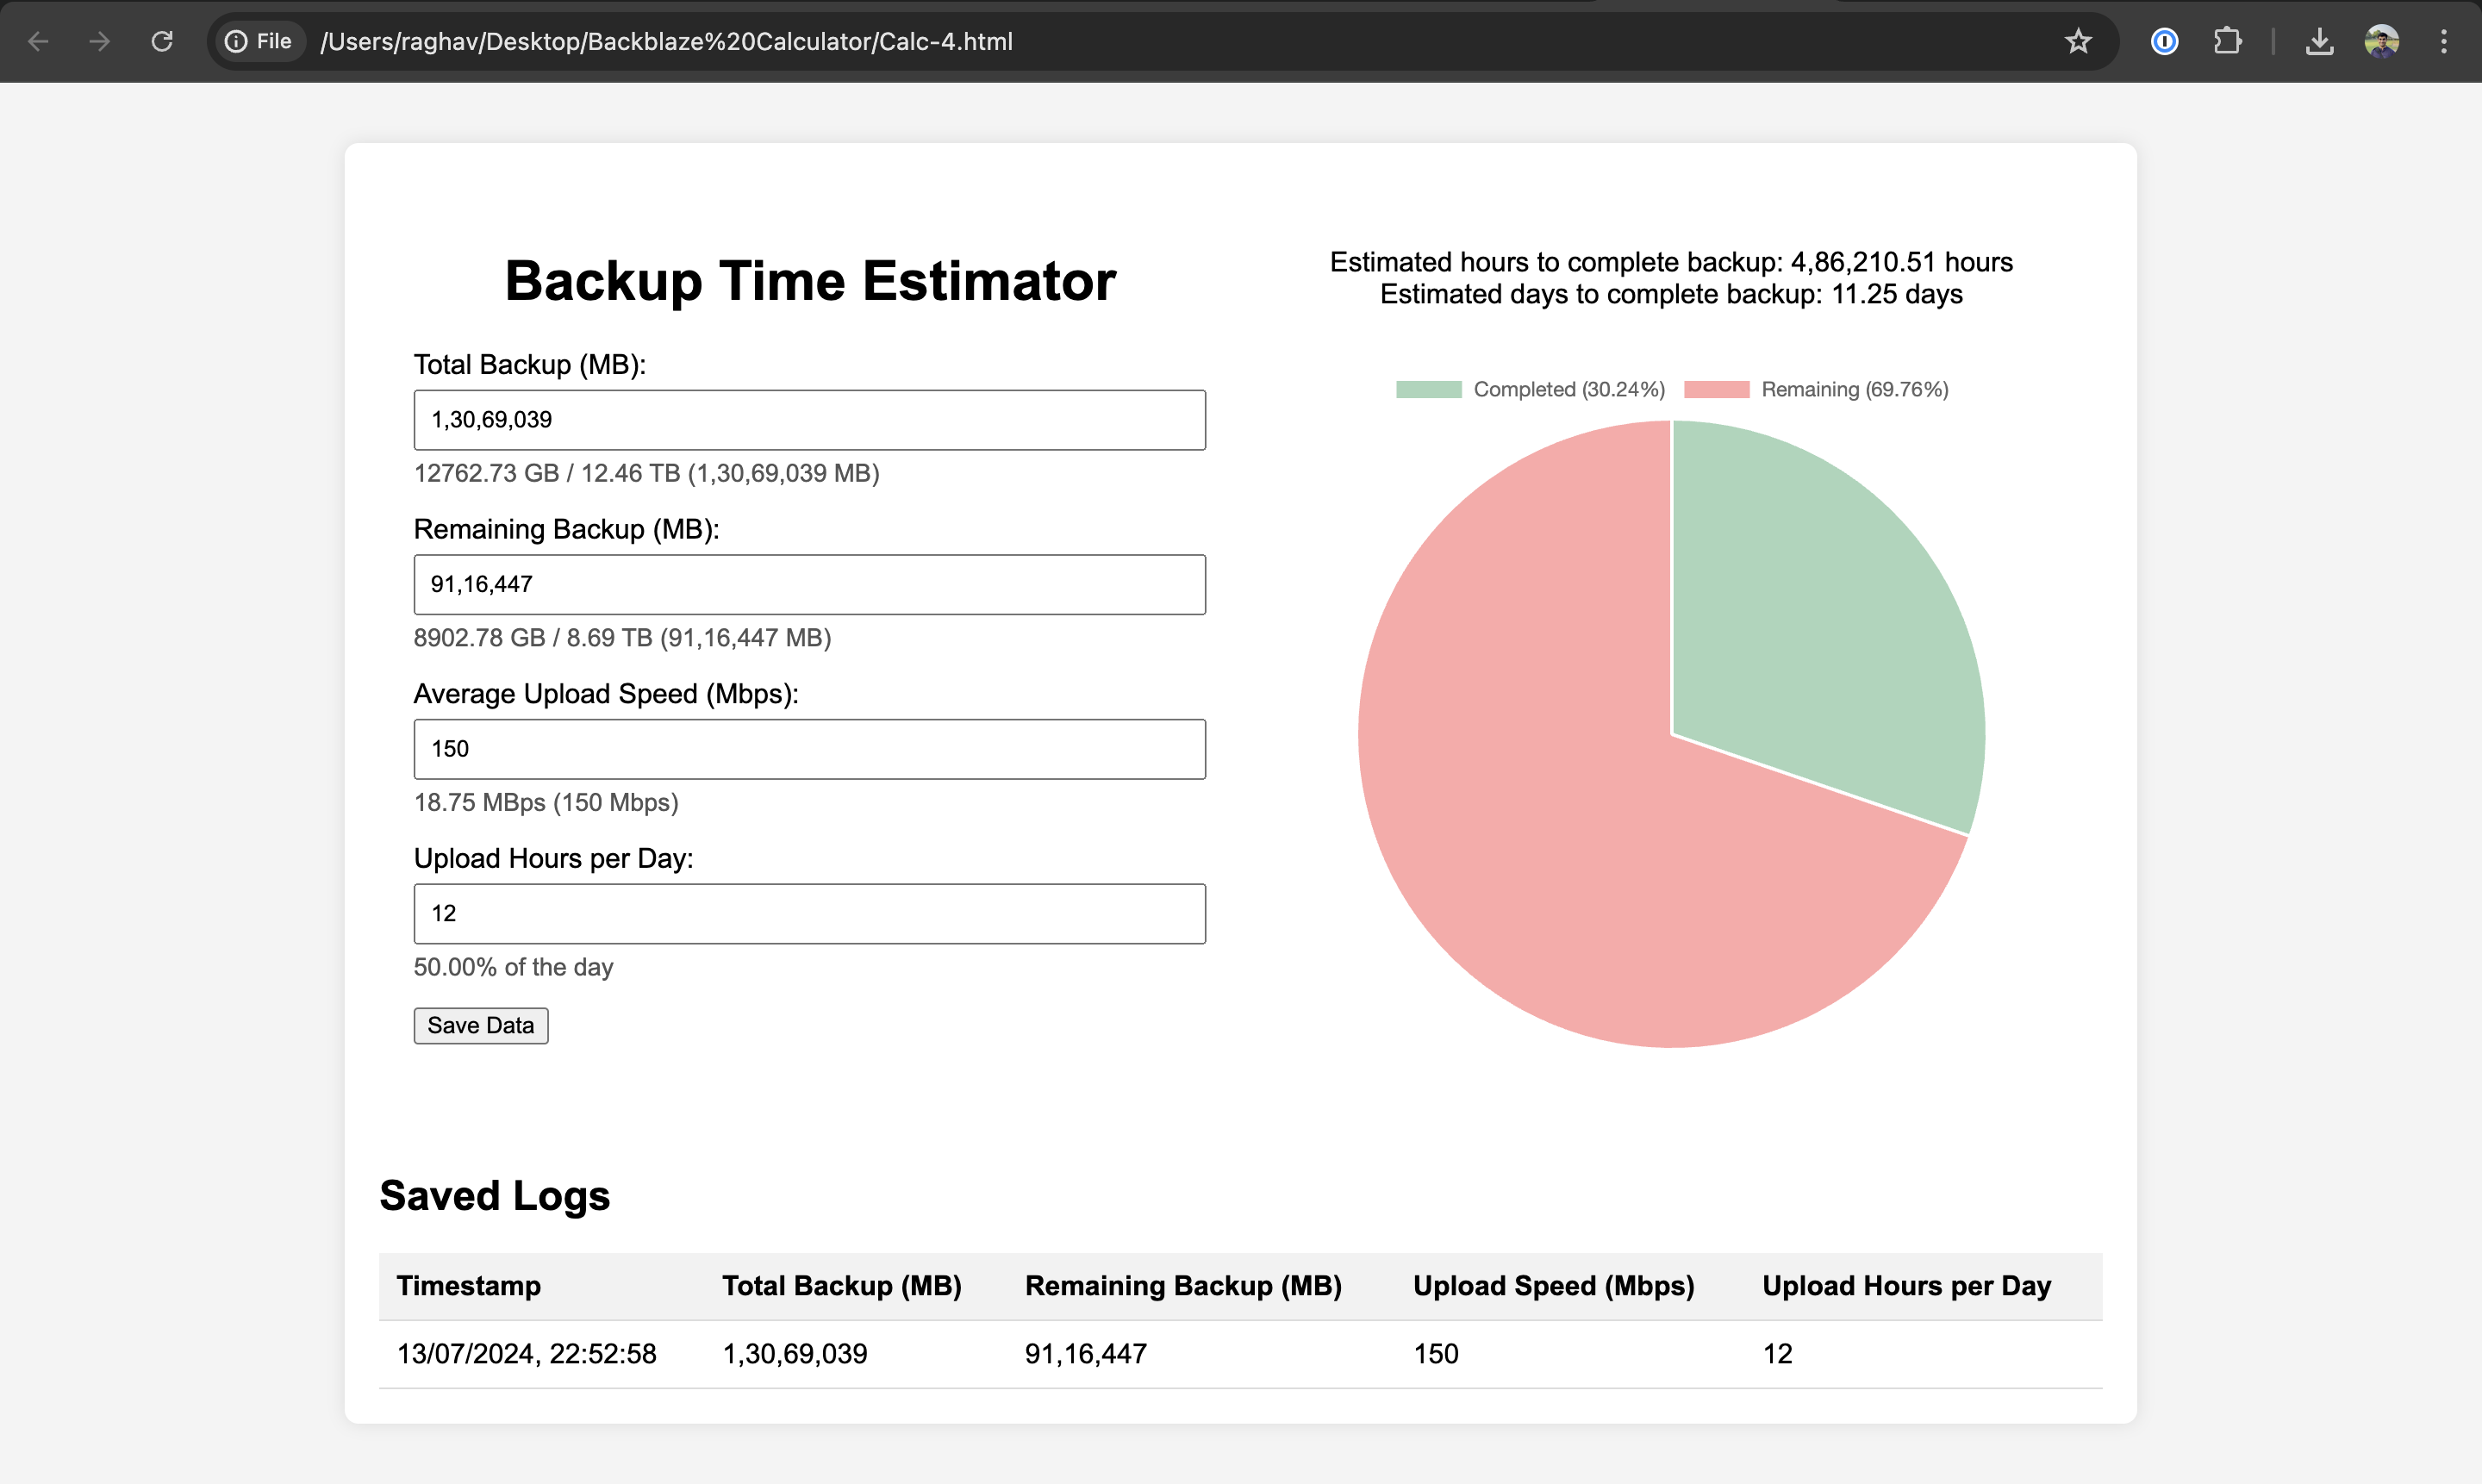 File
/Users/raghav/Desktop/Backblaze%20Calculator/Calc-4.html
Backup Time Estimator
Total Backup (MB):
1,30,69,039
12762.73 GB / 12.46 TB (1,30,69,039 MB)
Remaining Backup (MB):
91,16,447
8902.78 GB / 8.69 TB (91,16,447 MB)
Average Upload Speed (Mbps):
150
18.75 MBps (150 Mbps)
Upload Hours per Day:
12
50.00% of the day
Save Data
Estimated hours to complete backup: 4,86,210.51 hours
Estimated days to complete backup: 11.25 days
Completed (30.24%) Remaining (69.76%)
Saved Logs
Timestamp Total Backup (MB) Remaining Backup (MB) Upload Speed (Mbps) Upload Hours per Day
13/07/2024, 22:52:58 1,30,69,039 91,16,447 150 12